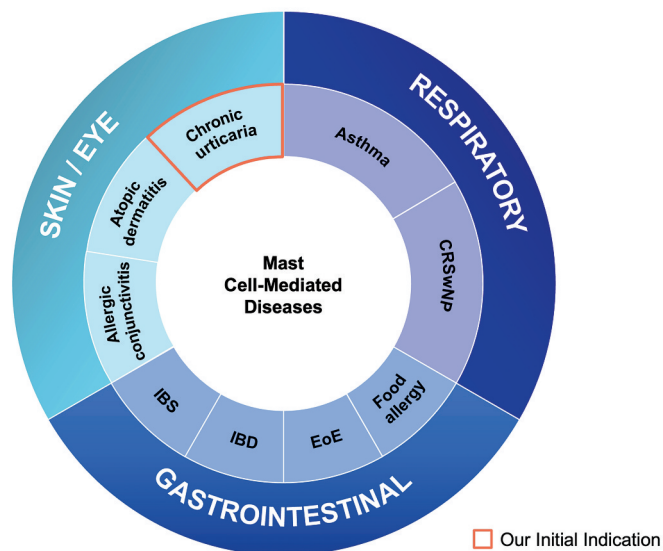 SKIN / EYE
RESPIRATORY
GASTROINTESTINAL
Chronic
urticaria
Atopic
dermatitis
Allergic
conjunctivitis
Asthma
CRSwNP
Food
allergy
EoE
IBD
IBS
Mast
Cell-Mediated
Diseases
Our Initial Indication